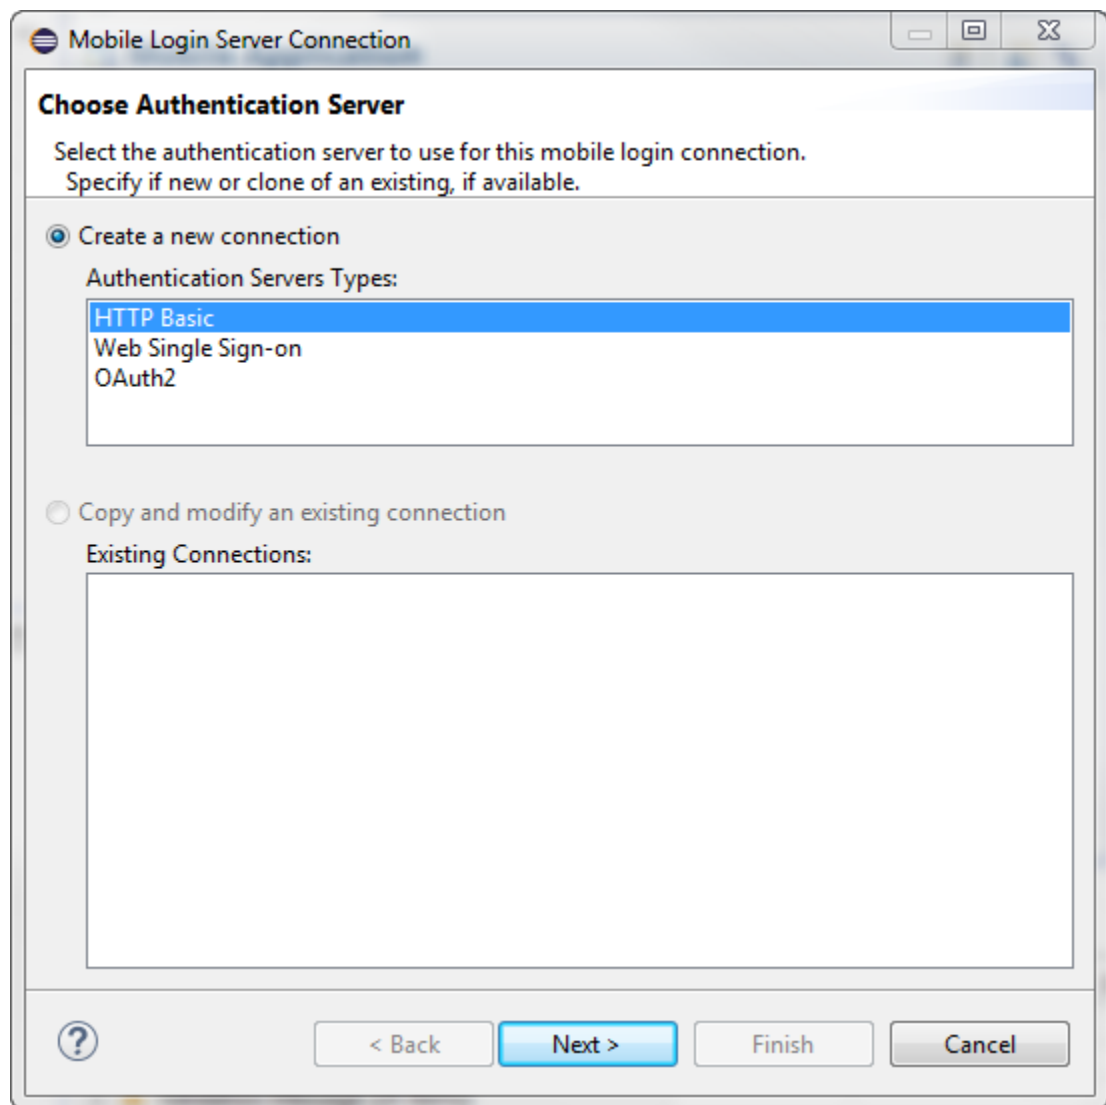 Mobile Login Server Connection
Choose Authentication Server
Select the authentication server to use for this mobile login connection.
Specify if new or clone of an existing, if available.
Create a new connection
Authentication Servers Types:
HTTP Basic
Web Single Sign-on
OAuth2
Copy and modify an existing connection
Existing Connections:
? < Back Next > Finish Cancel